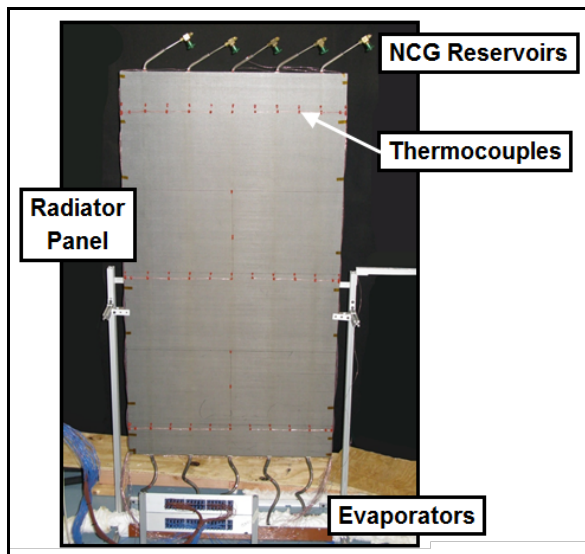 NCG Reservoirs
Thermocouples
Radiator
Panel
Evaporators